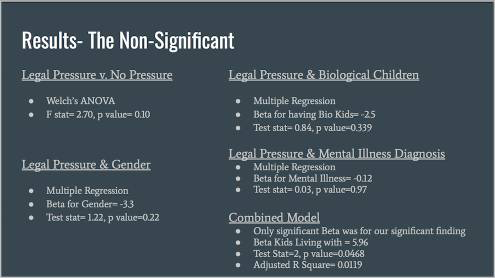 Results- The Non-Significant
Legal Pressure v. No Pressure
● Welch's ANOVA
● F stat= 2.70, p value= 0.10
Legal Pressure & Gender
● Multiple Regression
● Beta for Gender= -3.3
● Test stat= 1.22, p value=0.22
Legal Pressure & Biological Children
● Multiple Regression
● Beta for having Bio Kids= -2.5
● Test stat= 0.84, p value=0.339
Legal Pressure & Mental Illness Diagnosis
● Multiple Regression
● Beta for Mental Illness= -0.12
● Test stat= 0.03, p value=0.97
Combined Model
● Only significant Beta was for our significant finding
● Beta Kids Living with = 5.96
● Test Stat=2, p value=0.0468
● Adjusted R Square= 0.0119